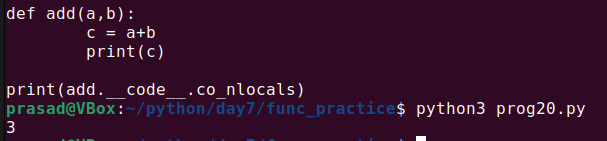 def add(a,b):
        c = a+b
        print(c)

print(add.__code__.co_nlocals)
prasad@VBox:~/python/day7/func_practice$ python3 prog20.py
3